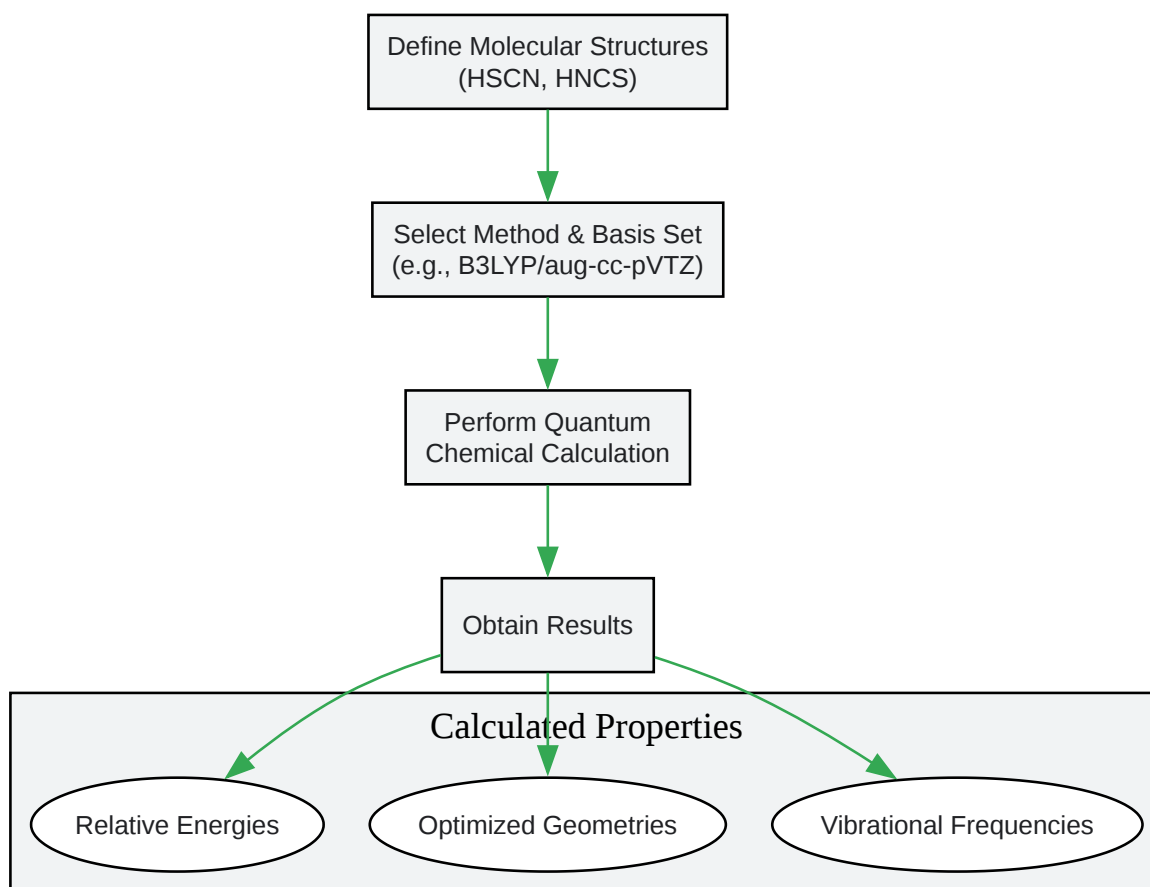 Define Molecular Structures
(HSCN, HNCS)
Select Method & Basis Set
(e.g., B3LYP/aug-cc-pVTZ)
Perform Quantum
Chemical Calculation
Obtain Results
Calculated Properties
Relative Energies
Optimized Geometries
Vibrational Frequencies